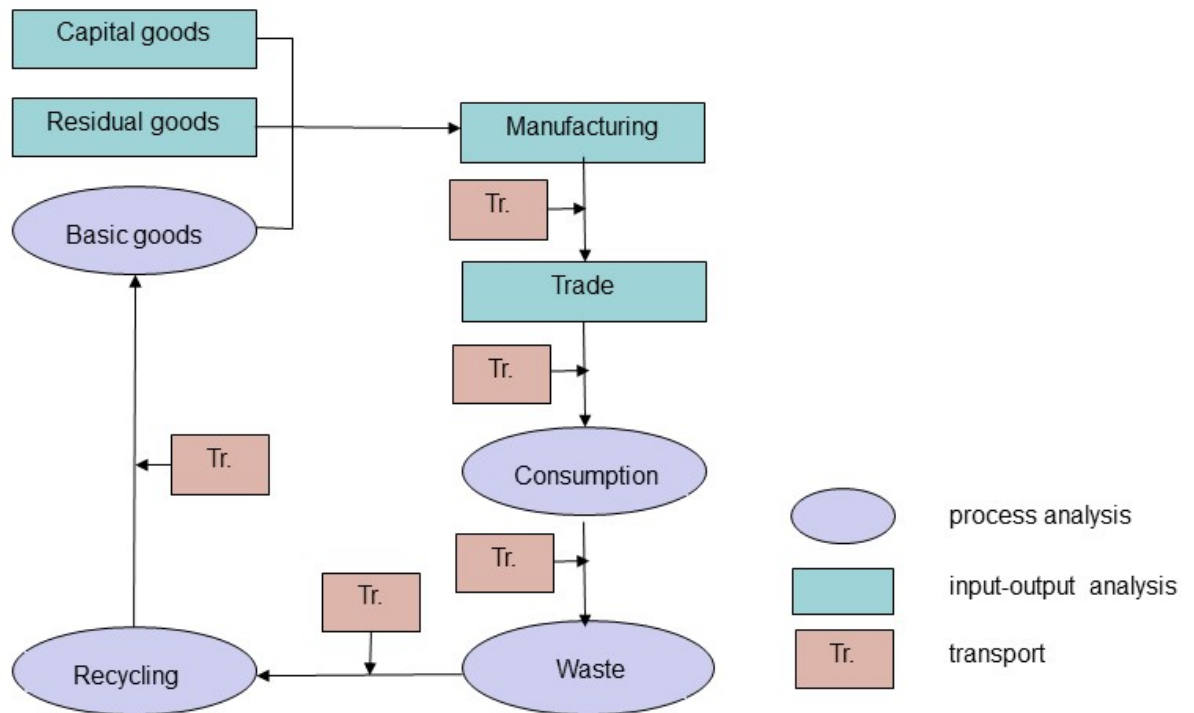 Capital goods
Residual goods
Manufacturing
Tr.
Basic goods
Trade
Tr.
Tr.
Consumption
process analysis
Tr.
input-output analysis
Tr.
Tr.
transport
Recycling
Waste